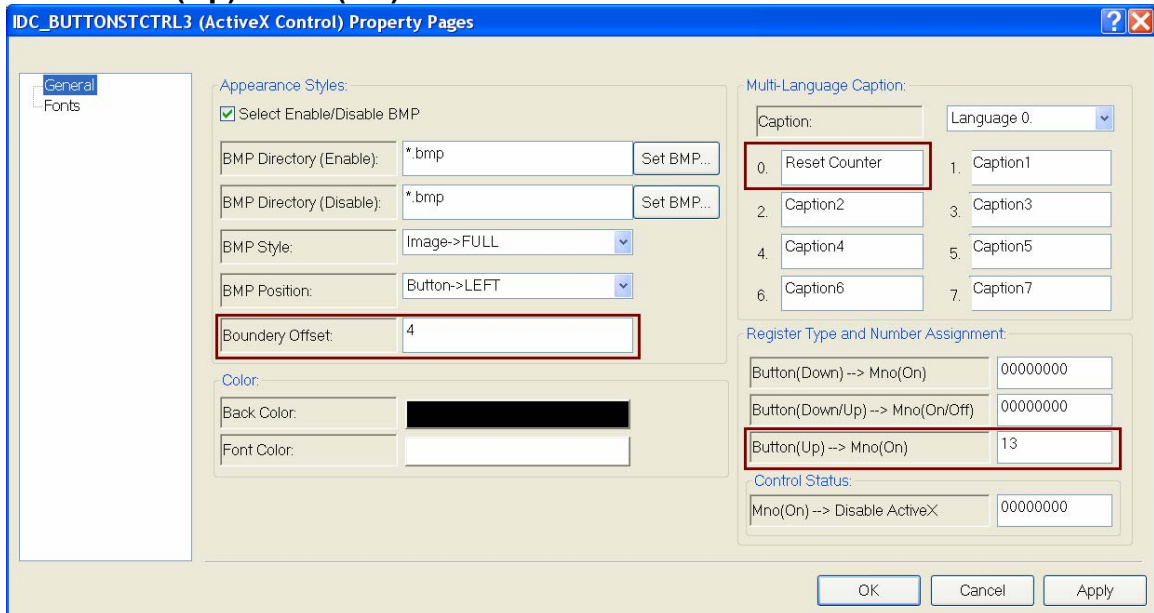 IDC_BUTTONSTCTRL3 (ActiveX Control) Property Pages
General
Fonts
Appearance Styles:
Select Enable/Disable BMP
BMP Directory (Enable): *.bmp Set BMP...
BMP Directory (Disable): *.bmp Set BMP...
BMP Style: Image->FULL
BMP Position: Button->LEFT
Boundery Offset: 4
Color:
Back Color:
Font Color:
Multi-Language Caption:
Caption: Language 0.
0. Reset Counter 1. Caption1
2. Caption2 3. Caption3
4. Caption4 5. Caption5
6. Caption6 7. Caption7
Register Type and Number Assignment:
Button(Down) --> Mno(On) 00000000
Button(Down/Up) --> Mno(On/Off) 00000000
Button(Up) --> Mno(On) 13
Control Status:
Mno(On) --> Disable ActiveX 00000000
OK Cancel Apply